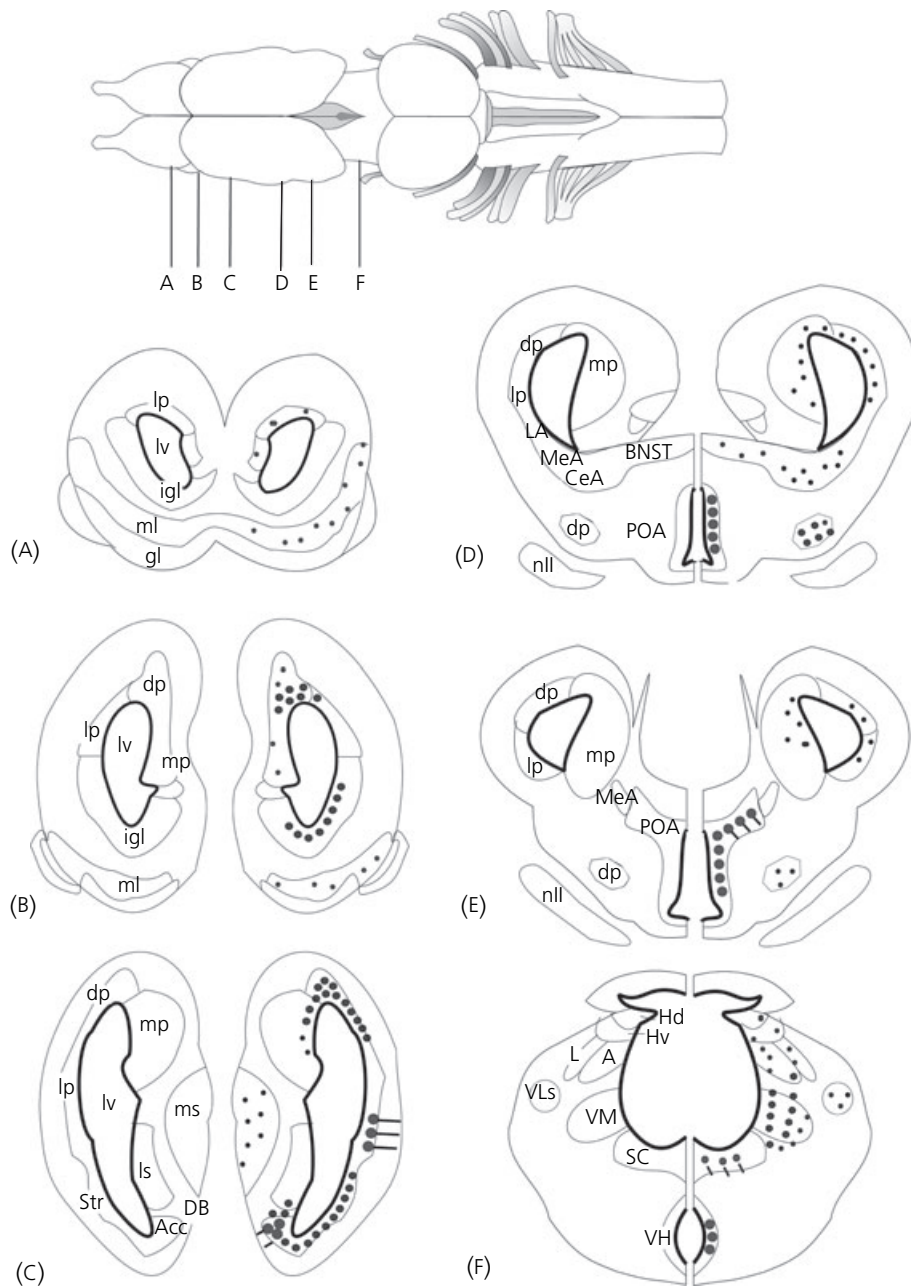 A B C D E F
lp
lv
igl
ml
gl
(A)
dp
lp
lv
mp
igl
ml
(B)
dp
mp
lp
lv
ms
ls
Str
DB
Acc
(C)
dp
mp
lp
LA
BNST
MeA
CeA
dp
POA
nll
(D)
dp
lp
mp
MeA
POA
dp
nll
(E)
Hd
Hv
L
A
VLs
VM
SC
VH
(F)